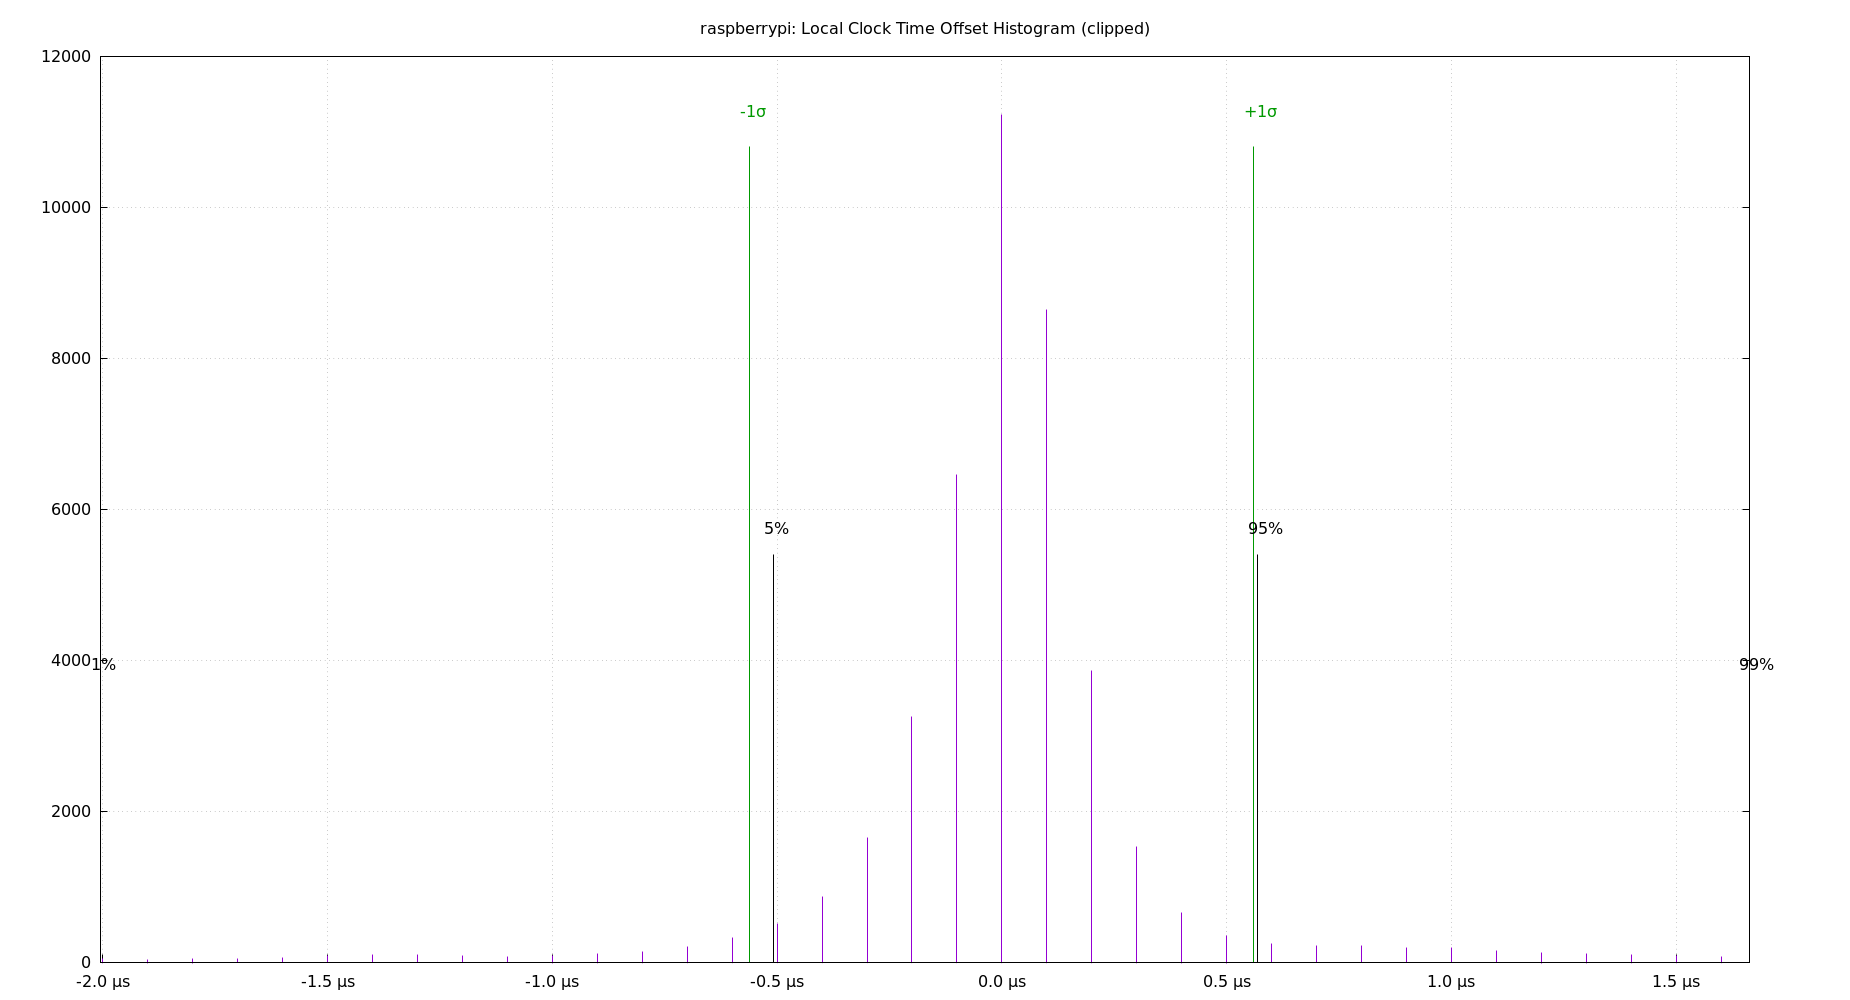 raspberrypi: Local Clock Time Offset Histogram (clipped)
12000
-1σ +1σ
10000
8000
6000
5% 95%
4000 1% 99%
2000
0
-2.0 µs -1.5 µs -1.0 µs -0.5 µs 0.0 µs 0.5 µs 1.0 µs 1.5 µs